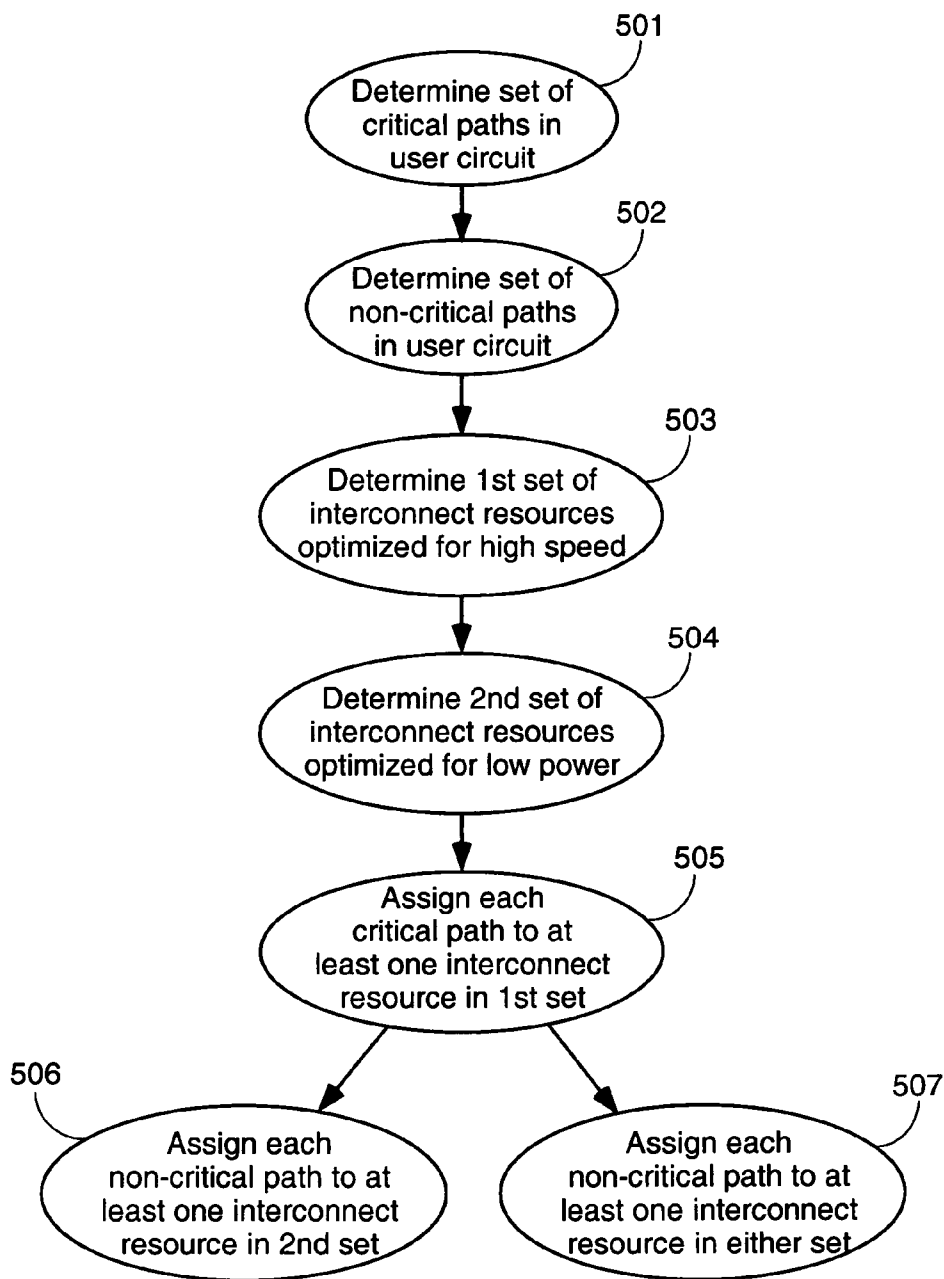 501
Determine set of
critical paths in
user circuit
502
Determine set of
non-critical paths
in user circuit
503
Determine 1st set of
interconnect resources
optimized for high speed
504
Determine 2nd set of
interconnect resources
optimized for low power
505
Assign each
critical path to at
least one interconnect
resource in 1st set
506
Assign each
non-critical path to at
least one interconnect
resource in 2nd set
507
Assign each
non-critical path to at
least one interconnect
resource in either set